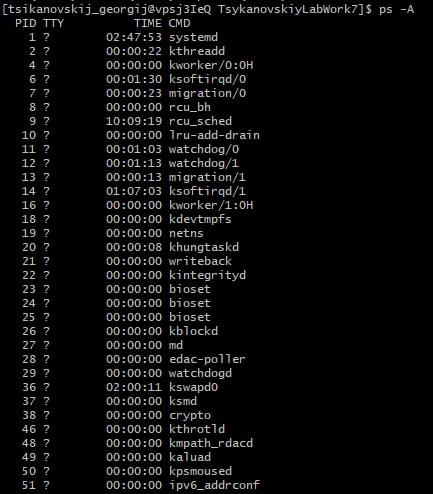 [tsikanovskij_georgij@vpsj3IeQ TsykanovskiyLabWork7]$ ps -A
PID TTY TIME CMD
1 ? 02:47:53 systemd
2 ? 00:00:22 kthreadd
4 ? 00:00:00 kworker/0:0H
6 ? 00:01:30 ksoftirqd/0
7 ? 00:00:23 migration/0
8 ? 00:00:00 rcu_bh
9 ? 10:09:19 rcu_sched
10 ? 00:00:00 lru-add-drain
11 ? 00:01:03 watchdog/0
12 ? 00:01:13 watchdog/1
13 ? 00:01:13 migration/1
14 ? 01:07:03 ksoftirqd/1
16 ? 00:00:00 kworker/1:0H
18 ? 00:00:00 kdevtmpfs
19 ? 00:00:00 netns
20 ? 00:00:08 khungtaskd
21 ? 00:00:00 writeback
22 ? 00:00:00 kintegrityd
23 ? 00:00:00 bioset
24 ? 00:00:00 bioset
25 ? 00:00:00 bioset
26 ? 00:00:00 kblockd
27 ? 00:00:00 md
28 ? 00:00:00 edac-poller
29 ? 00:00:00 watchdogd
36 ? 02:00:11 kswapd0
37 ? 00:00:00 ksmd
38 ? 00:00:00 crypto
46 ? 00:00:00 kthrotld
48 ? 00:00:00 kmpath_rdacd
49 ? 00:00:00 kaluad
50 ? 00:00:00 kpsmoused
51 ? 00:00:00 ipv6_addrconf